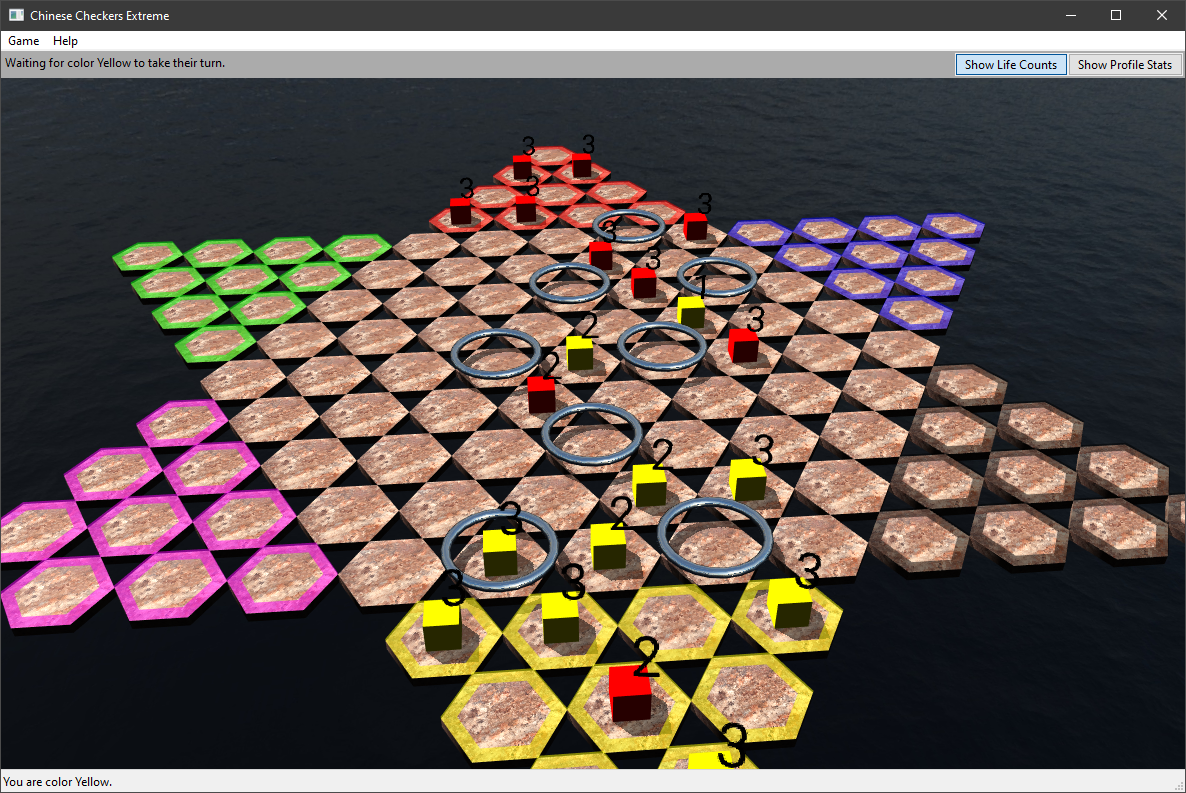 Chinese Checkers Extreme
Game Help
Waiting for color Yellow to take their turn.
Show Life Counts Show Profile Stats
3 3
3 3
3
3
3
1
3
2
2
2 3
3 2
3 3 3
2
3
You are color Yellow.